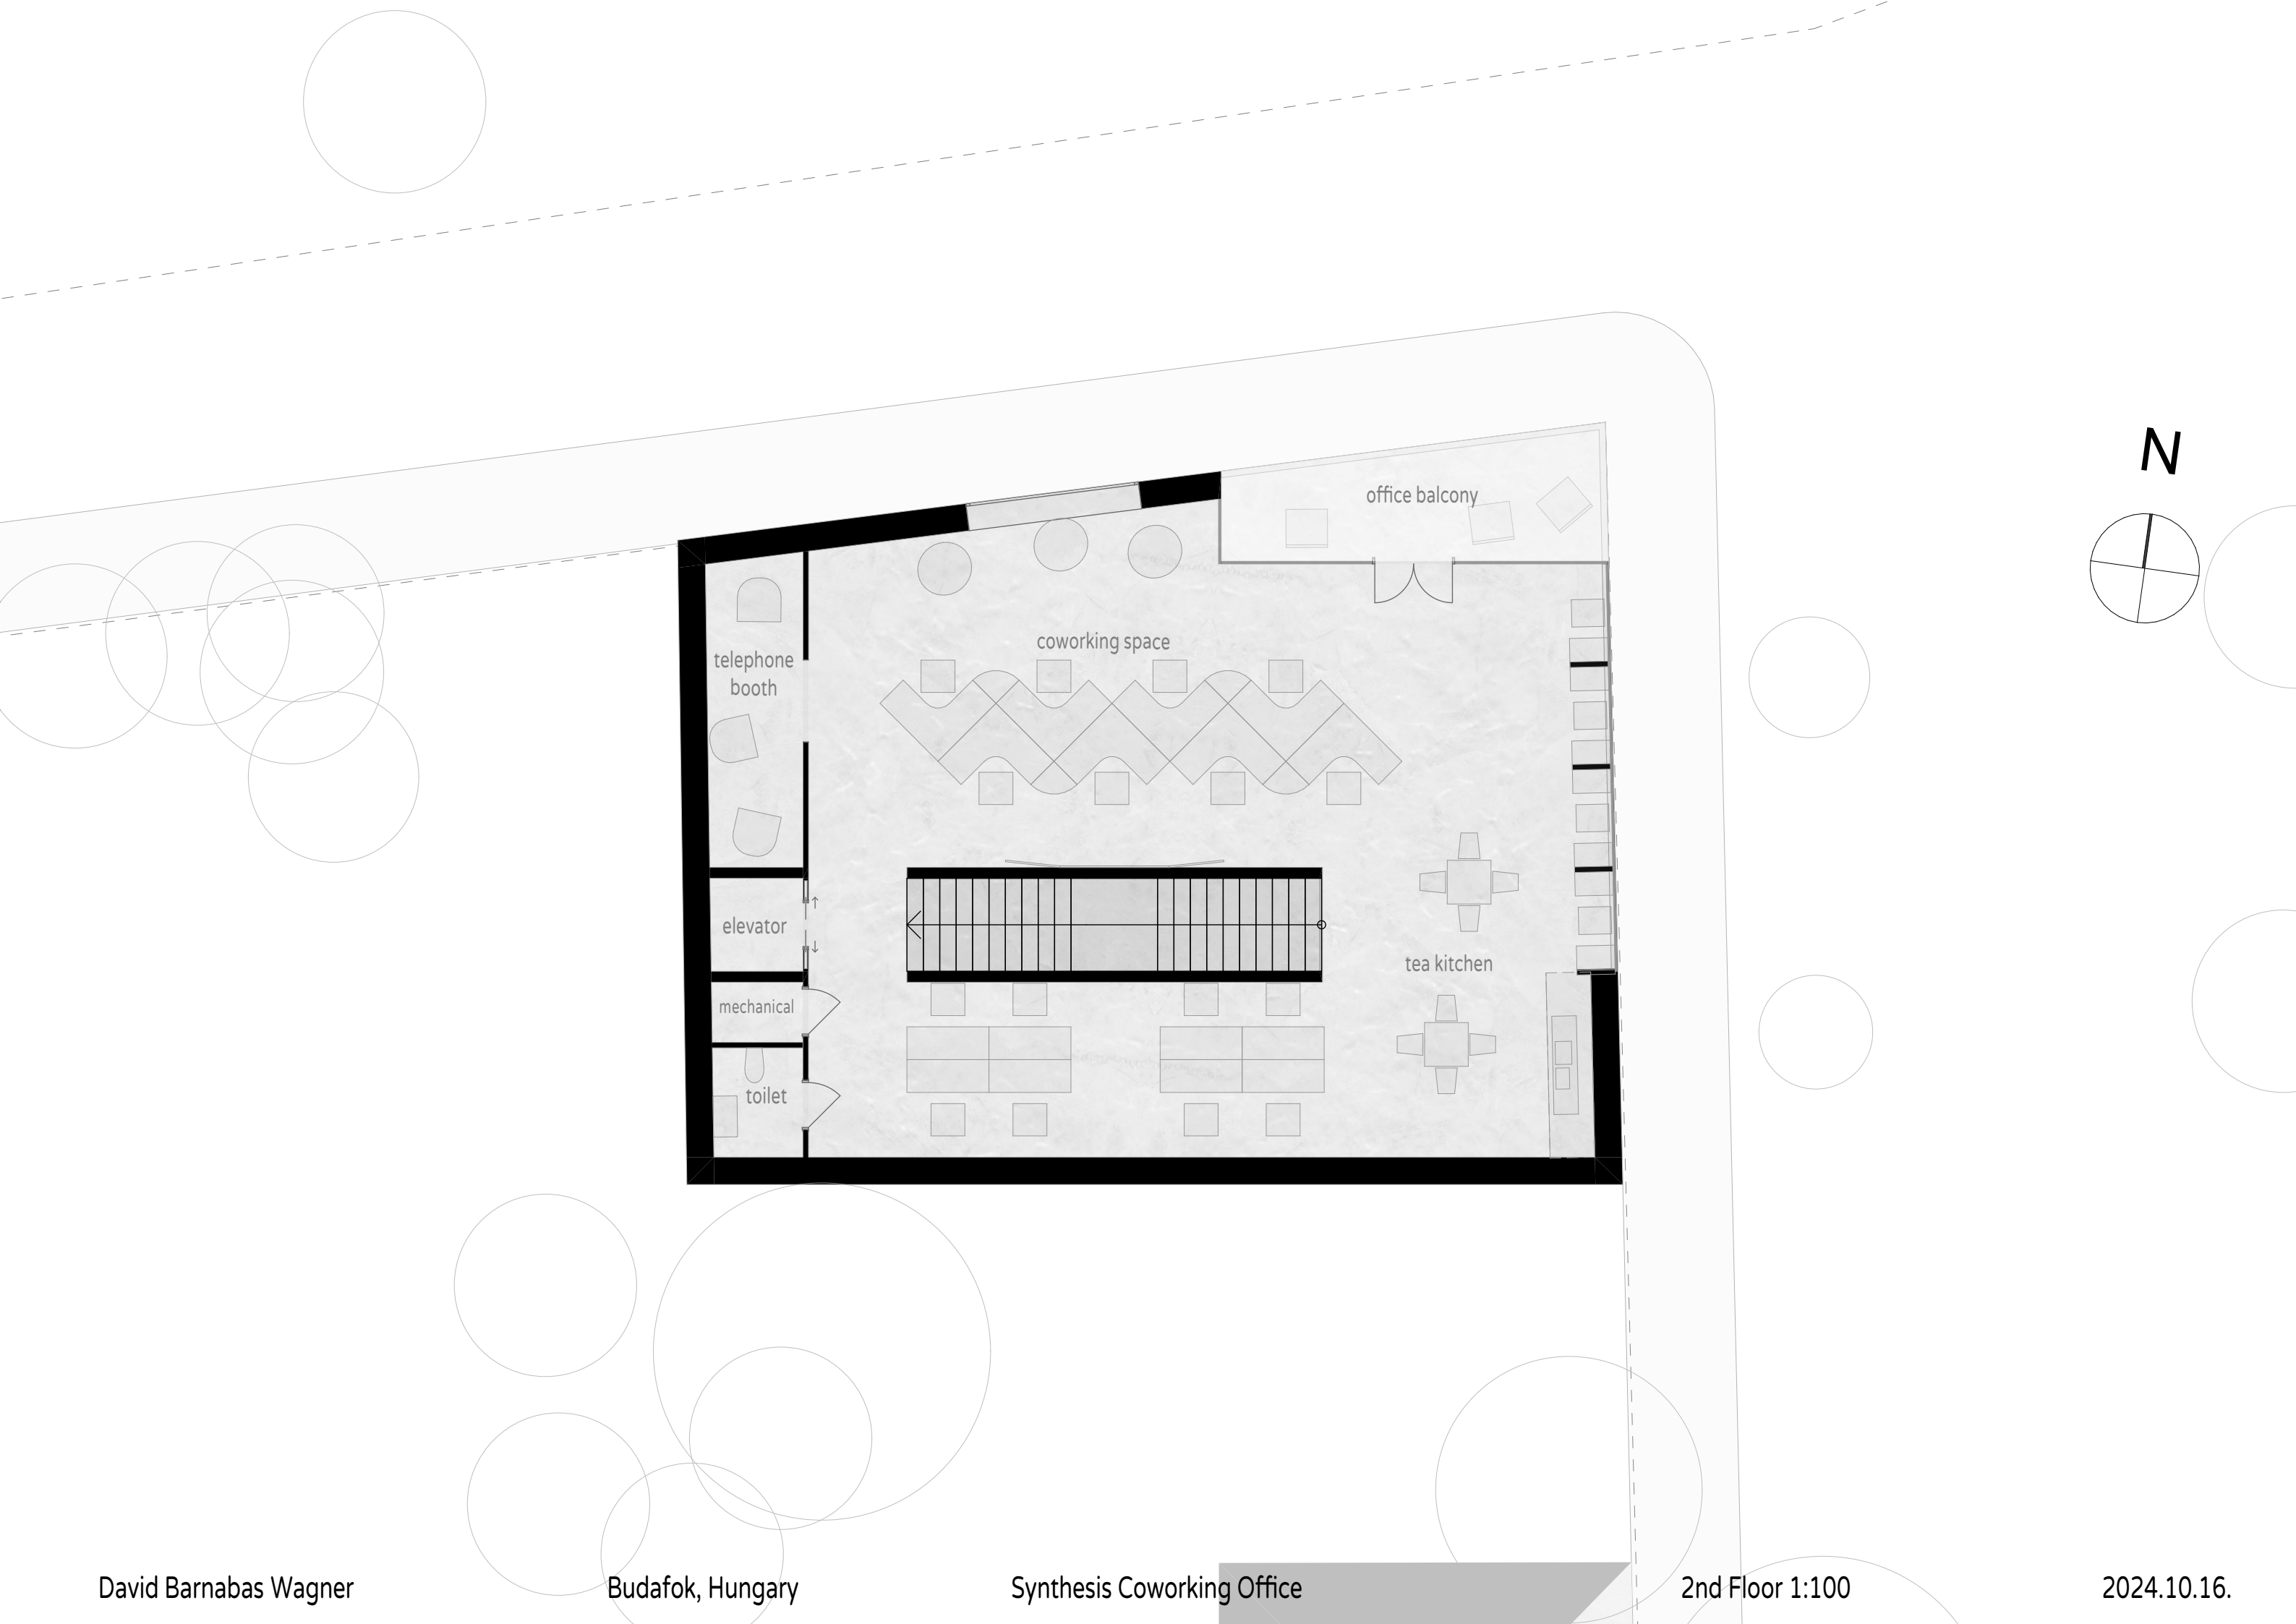 N
office balcony
coworking space
telephone
booth
elevator
tea kitchen
mechanical
toilet
David Barnabas Wagner
Budafok, Hungary
Synthesis Coworking Office
2nd Floor 1:100
2024.10.16.